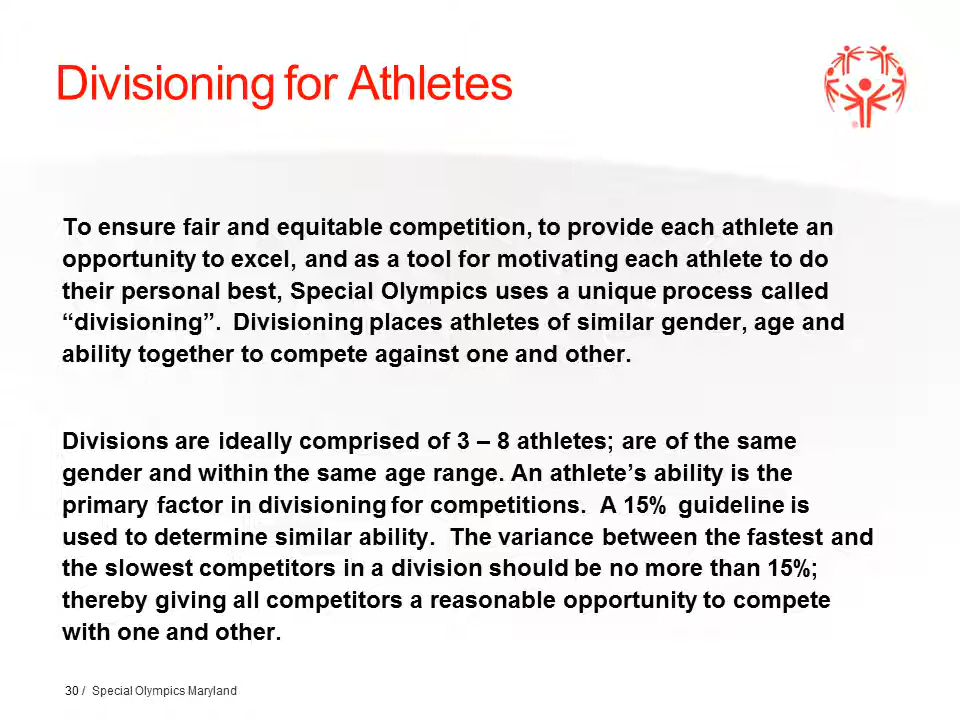 Divisioning for Athletes
To ensure fair and equitable competition, to provide each athlete an
opportunity to excel, and as a tool for motivating each athlete to do
their personal best, Special Olympics uses a unique process called
“divisioning”.  Divisioning places athletes of similar gender, age and
ability together to compete against one and other.
Divisions are ideally comprised of 3 – 8 athletes; are of the same
gender and within the same age range. An athlete’s ability is the
primary factor in divisioning for competitions.  A 15%  guideline is
used to determine similar ability.  The variance between the fastest and
the slowest competitors in a division should be no more than 15%;
thereby giving all competitors a reasonable opportunity to compete
with one and other.
30 /  Special Olympics Maryland